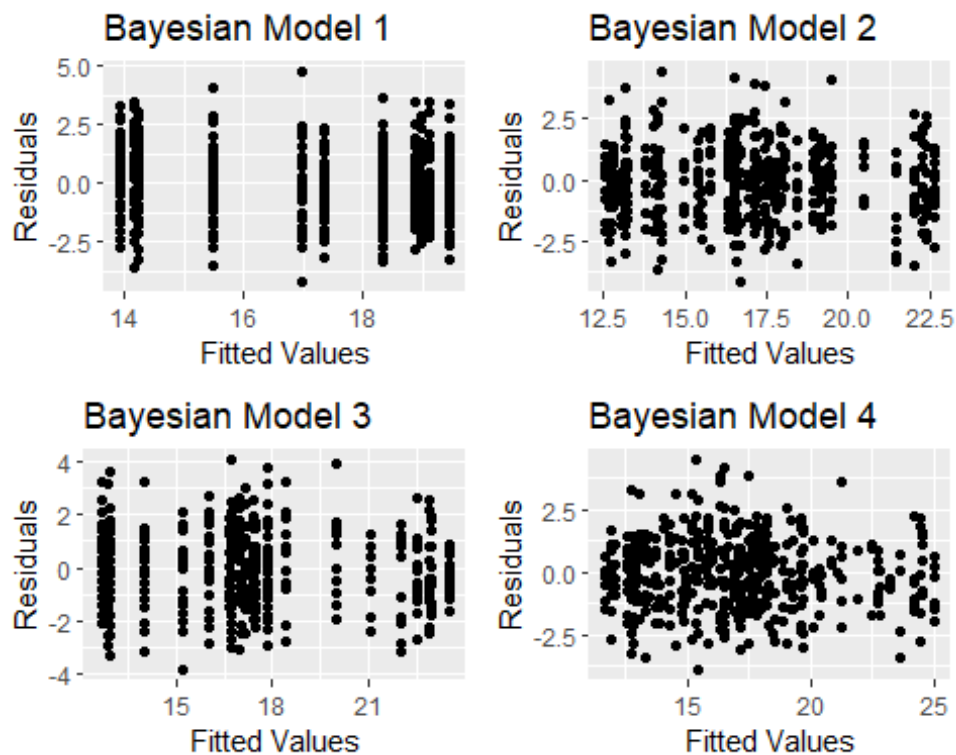 Bayesian Model 1
5.0
2.5
0.0
-2.5
Residuals
14 16 18
Fitted Values
Bayesian Model 2
2.5
0.0
-2.5
Residuals
12.5 15.0 17.5 20.0 22.5
Fitted Values
Bayesian Model 3
4
2
0
-2
-4
Residuals
15 18 21
Fitted Values
Bayesian Model 4
2.5
0.0
-2.5
Residuals
15 20 25
Fitted Values